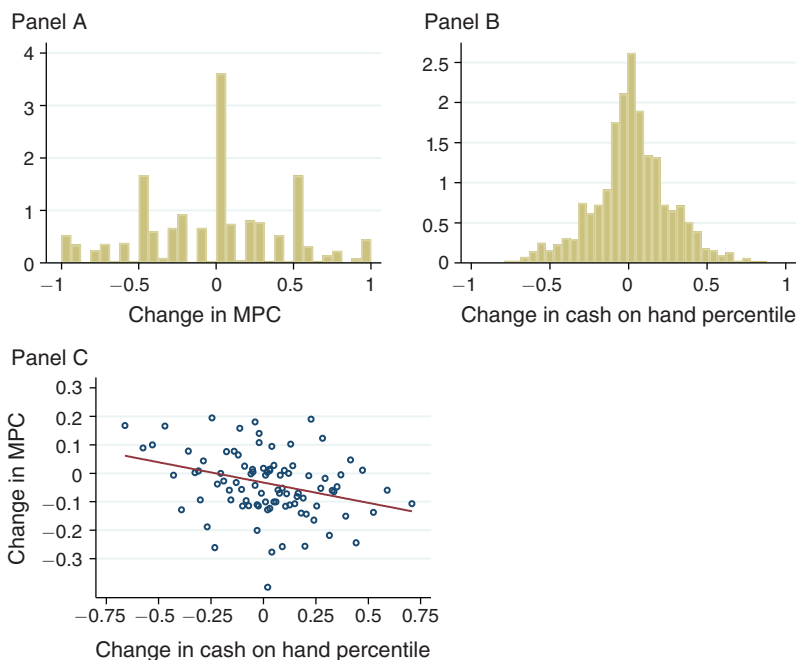 Panel A
4
3
2
1
0
−1 −0.5 0 0.5 1
Change in MPC
Panel B
2.5
2
1.5
1
0.5
0
−1 −0.5 0 0.5 1
Change in cash on hand percentile
Panel C
Change in MPC
0.3
0.2
0.1
0
−0.1
−0.2
−0.3
−0.75 −0.5 −0.25 0 0.25 0.5 0.75
Change in cash on hand percentile